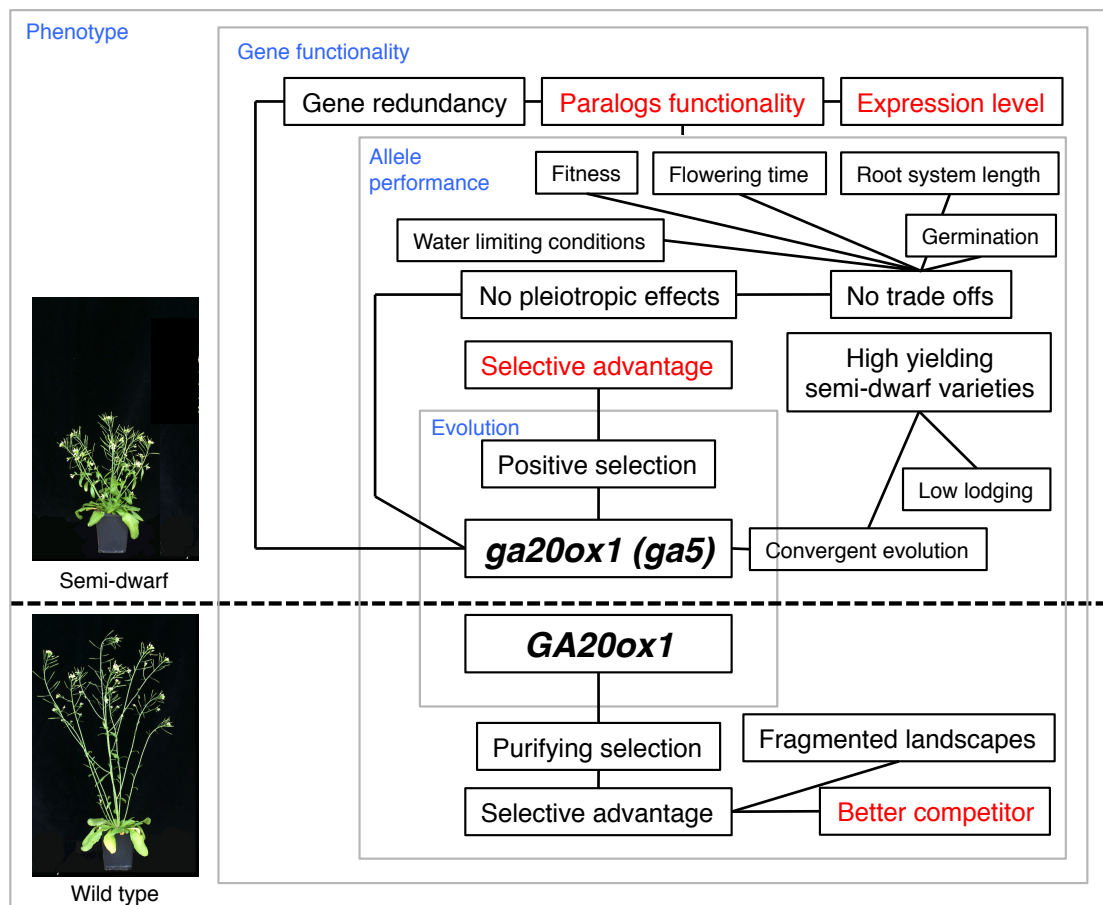 Phenotype
Gene functionality
Gene redundancy
Paralogs functionality
Expression level
Allele
performance
Fitness
Flowering time
Root system length
Water limiting conditions
Germination
No pleiotropic effects
No trade offs
Selective advantage
High yielding
semi-dwarf varieties
Evolution
Positive selection
Low lodging
ga20ox1 (ga5)
Convergent evolution
Semi-dwarf
GA20ox1
Purifying selection
Fragmented landscapes
Selective advantage
Better competitor
Wild type